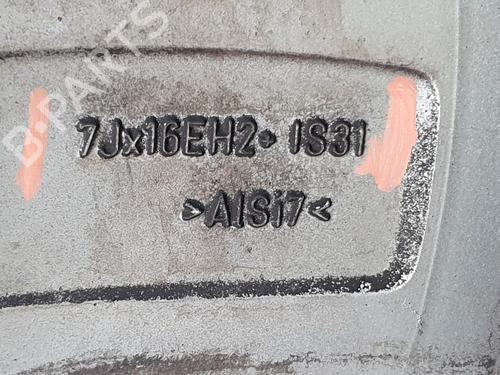 7Jx16EH2+ IS31
>AlSi7<
B-PARTS